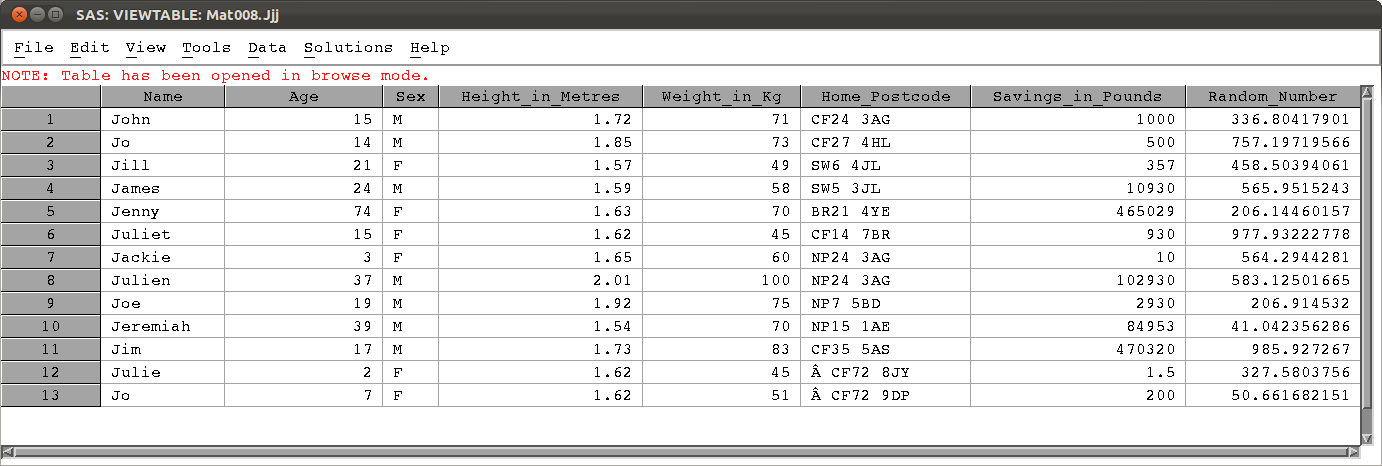 SAS: VIEWTABLE: Mat008.Jjj
File Edit View Tools Data Solutions Help
NOTE: Table has been opened in browse mode.
Name Age Sex Height_in_Metres Weight_in_Kg Home_Postcode Savings_in_Pounds Random_Number
1 John 15 M 1.72 71 CF24 3AG 1000 336.80417901
2 Jo 14 M 1.85 73 CF27 4HL 500 757.19719566
3 Jill 21 F 1.57 49 SW6 4JL 357 458.50394061
4 James 24 M 1.59 58 SW5 3JL 10930 565.9515243
5 Jenny 74 F 1.63 70 BR21 4YE 465029 206.14460157
6 Juliet 15 F 1.62 45 CF14 7BR 930 977.93222778
7 Jackie 3 F 1.65 60 NP24 3AG 10 564.2944281
8 Julien 37 M 2.01 100 NP24 3AG 102930 583.12501665
9 Joe 19 M 1.92 75 NP7 5BD 2930 206.914532
10 Jeremiah 39 M 1.54 70 NP15 1AE 84953 41.042356286
11 Jim 17 M 1.73 83 CF35 5AS 470320 985.927267
12 Julie 2 F 1.62 45 Â CF72 8JY 1.5 327.5803756
13 Jo 7 F 1.62 51 Â CF72 9DP 200 50.661682151